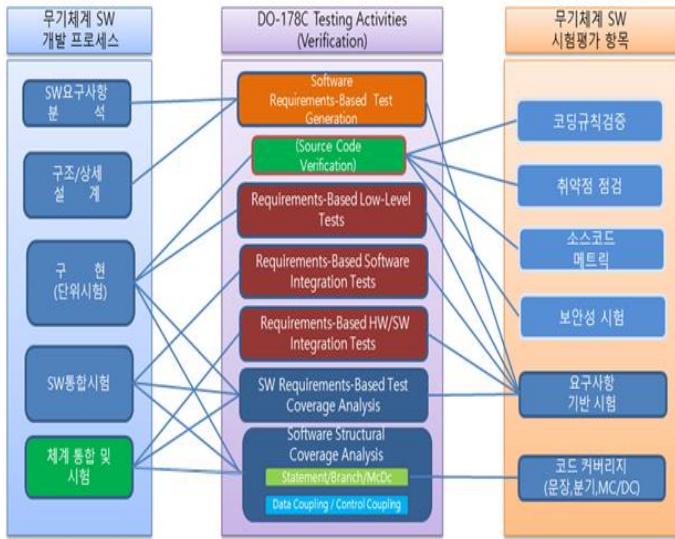 무기체계 SW
개발 프로세스
SW요구사항
분 석
구조/상세
설 계
구 현
(단위시험)
SW통합시험
체계 통합 및
시험
DO-178C Testing Activities
(Verification)
Software
Requirements-Based Test
Generation
(Source Code
Verification)
Requirements-Based Low-Level
Tests
Requirements-Based Software
Integration Tests
Requirements-Based HW/SW
Integration Tests
SW Requirements-Based Test
Coverage Analysis
Software Structural
Coverage Analysis
Statement/Branch/McDc
Data Coupling / Control Coupling
무기체계 SW
시험평가 항목
코딩규칙검증
취약점 점검
소스코드
메트릭
보안성 시험
요구사항
기반 시험
코드 커버리지
(문장,분기,MC/DC)